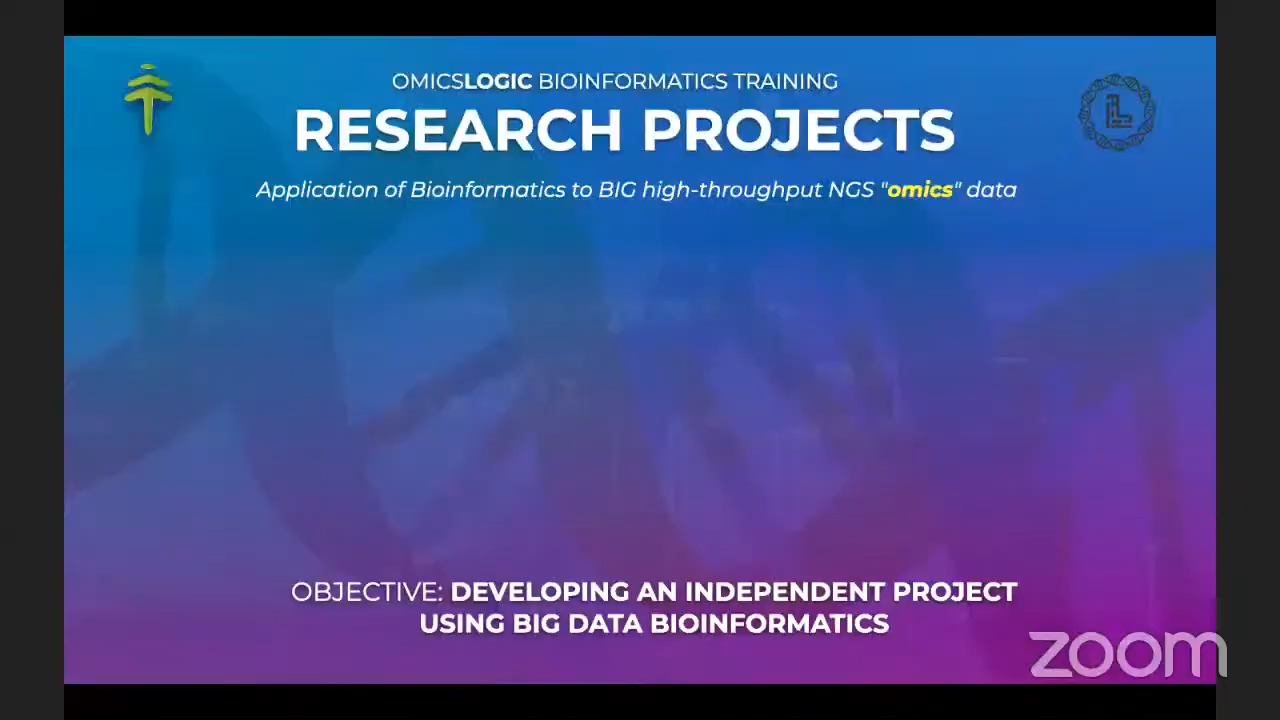 OMICSLOGIC BIOINFORMATICS TRAINING
RESEARCH PROJECTS
Application of Bioinformatics to BIG high-throughput NGS "omics" data
OBJECTIVE: DEVELOPING AN INDEPENDENT PROJECT
USING BIG DATA BIOINFORMATICS
zoom